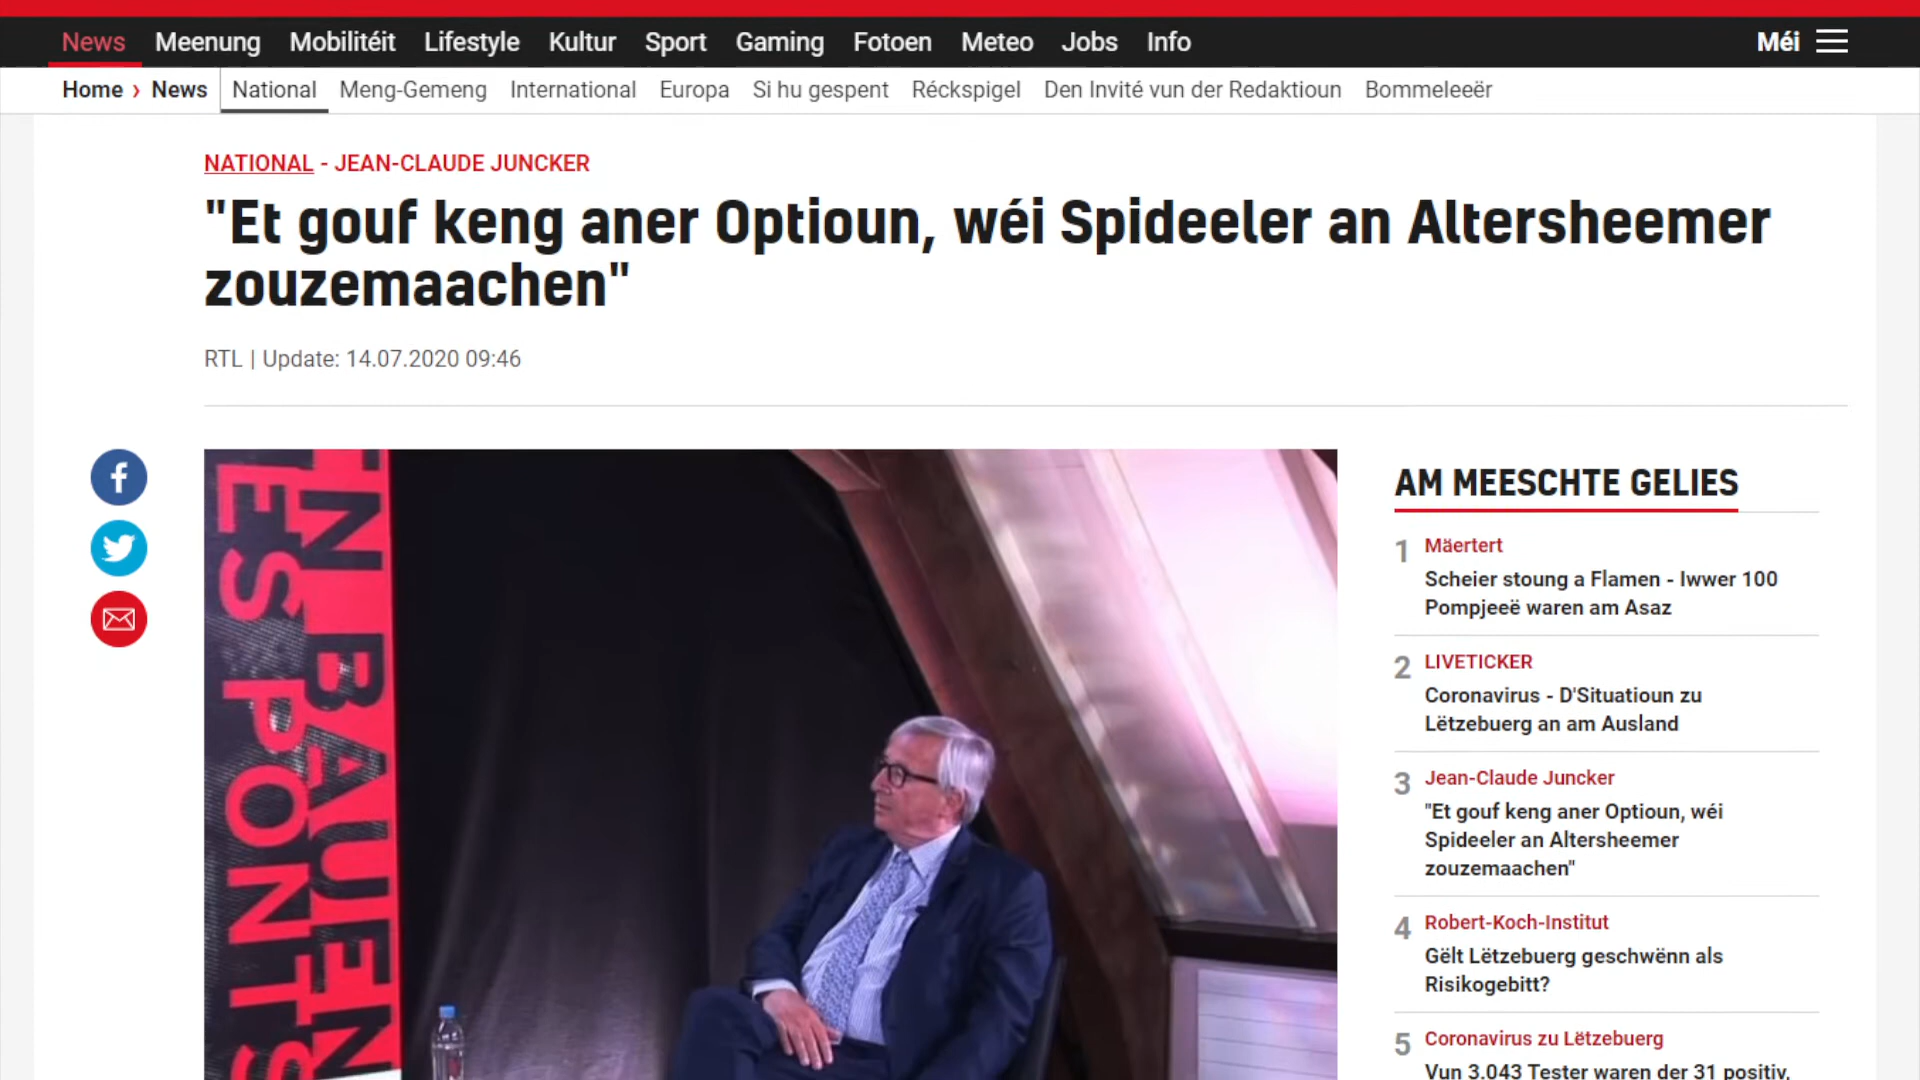 News Meenung Mobilitéit Lifestyle Kultur Sport Gaming Fotoen Meteo Jobs Info Méi
Home › News National Meng-Gemeng International Europa Si hu gespent Réckspigel Den Invité vun der Redaktioun Bommeleeër
NATIONAL - JEAN-CLAUDE JUNCKER
"Et gouf keng aner Optioun, wéi Spideeler an Altersheemer
zouzemaachen"
RTL | Update: 14.07.2020 09:46
EN BAUEN
ES PONTS
AM MEESCHTE GELIES
1 Mäertert
Scheier stoung a Flamen - Iwwer 100
Pompjeeë waren am Asaz
2 LIVETICKER
Coronavirus - D'Situatioun zu
Lëtzebuerg an am Ausland
3 Jean-Claude Juncker
"Et gouf keng aner Optioun, wéi
Spideeler an Altersheemer
zouzemaachen"
4 Robert-Koch-Institut
Gëlt Lëtzebuerg geschwënn als
Risikogebitt?
5 Coronavirus zu Lëtzebuerg
Vun 3.043 Tester waren der 31 positiv,